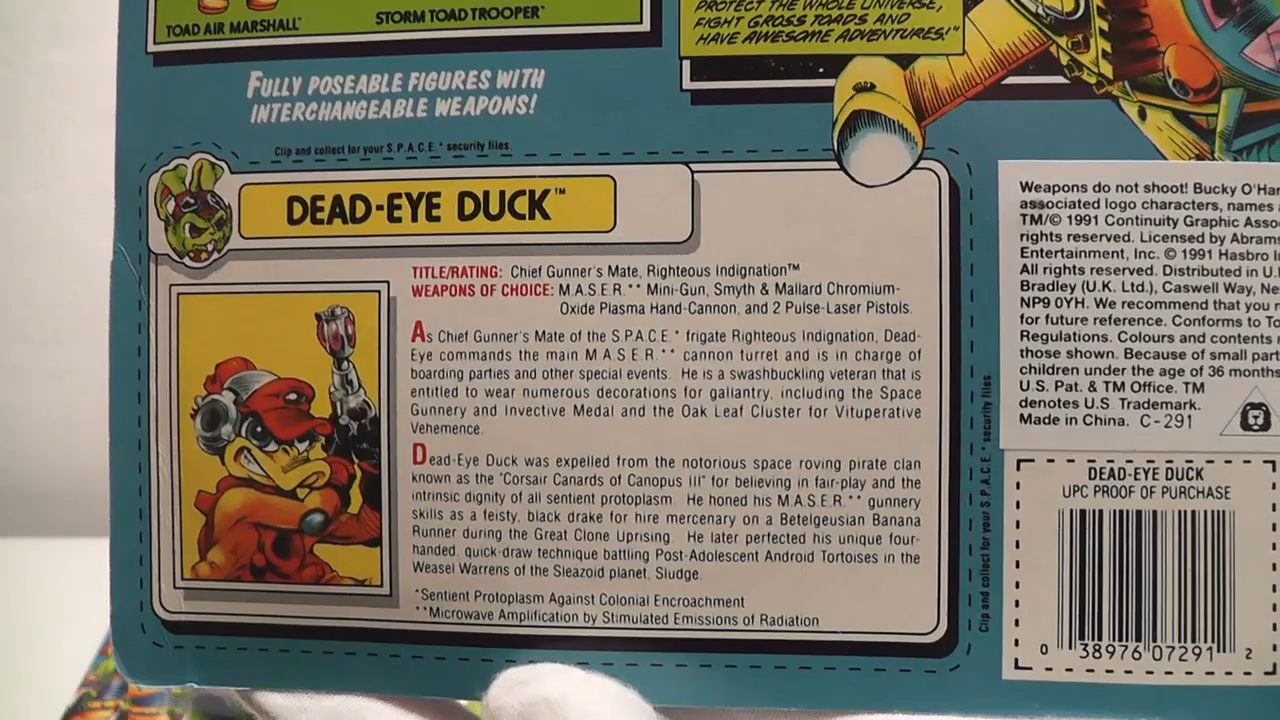 TOAD AIR MARSHALL™
STORM TOAD TROOPER™
PROTECT THE WHOLE UNIVERSE,
FIGHT GROSS TOADS AND
HAVE AWESOME ADVENTURES!"
FULLY POSEABLE FIGURES WITH
INTERCHANGEABLE WEAPONS!
Clip and collect for your S.P.A.C.E.* security files.
DEAD-EYE DUCK™
TITLE/RATING: Chief Gunner's Mate, Righteous Indignation™
WEAPONS OF CHOICE: M.A.S.E.R.** Mini-Gun, Smyth & Mallard Chromium-
Oxide Plasma Hand-Cannon, and 2 Pulse-Laser Pistols.
As Chief Gunner's Mate of the S.P.A.C.E.* frigate Righteous Indignation, Dead-
Eye commands the main M.A.S.E.R.** cannon turret and is in charge of
boarding parties and other special events. He is a swashbuckling veteran that is
entitled to wear numerous decorations for gallantry, including the Space
Gunnery and Invective Medal and the Oak Leaf Cluster for Vituperative
Vehemence.
Dead-Eye Duck was expelled from the notorious space roving pirate clan
known as the "Corsair Canards of Canopus III" for believing in fair-play and the
intrinsic dignity of all sentient protoplasm. He honed his M.A.S.E.R.** gunnery
skills as a feisty, black drake for hire mercenary on a Betelgeusian Banana
Runner during the Great Clone Uprising. He later perfected his unique four-
handed, quick-draw technique battling Post-Adolescent Android Tortoises in the
Weasel Warrens of the Sleazoid planet, Sludge.
*Sentient Protoplasm Against Colonial Encroachment
**Microwave Amplification by Stimulated Emissions of Radiation
Clip and collect for your S.P.A.C.E.* security files.
Weapons do not shoot! Bucky O'Har
associated logo characters, names
TM/© 1991 Continuity Graphic Asso
rights reserved. Licensed by Abrams
Entertainment, Inc. © 1991 Hasbro
All rights reserved. Distributed in U.
Bradley (U.K. Ltd.), Caswell Way, Ne
NP9 0YH. We recommend that you
for future reference. Conforms to To
Regulations. Colours and contents
those shown. Because of small part
children under the age of 36 months
U.S. Pat. & TM Office. TM
denotes U.S. Trademark.
Made in China. C-291
DEAD-EYE DUCK
UPC PROOF OF PURCHASE
0 38976 07291 2